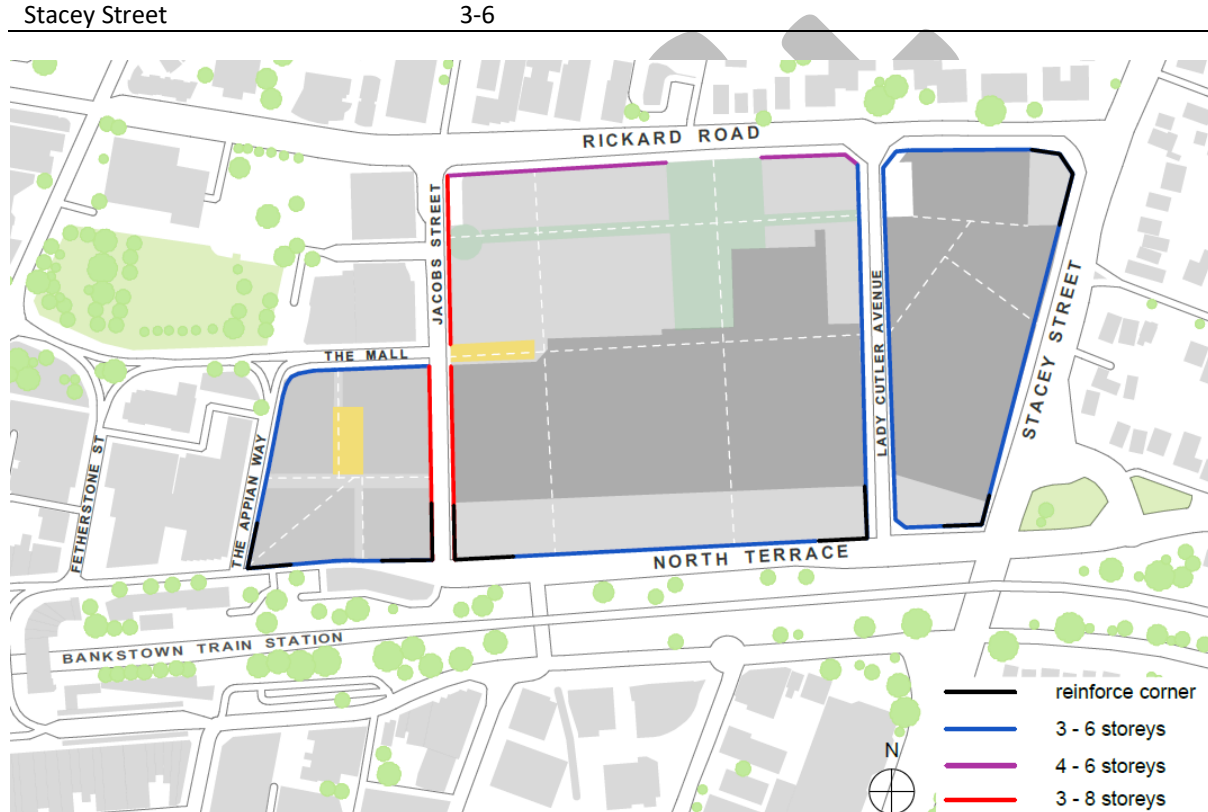 Stacey Street 3-6
RICKARD ROAD
JACOBS STREET
THE MALL
LADY CUTLER AVENUE
STACEY STREET
FETHERSTONE ST
THE APPIAN WAY
NORTH TERRACE
BANKSTOWN TRAIN STATION
N
reinforce corner
3 - 6 storeys
4 - 6 storeys
3 - 8 storeys